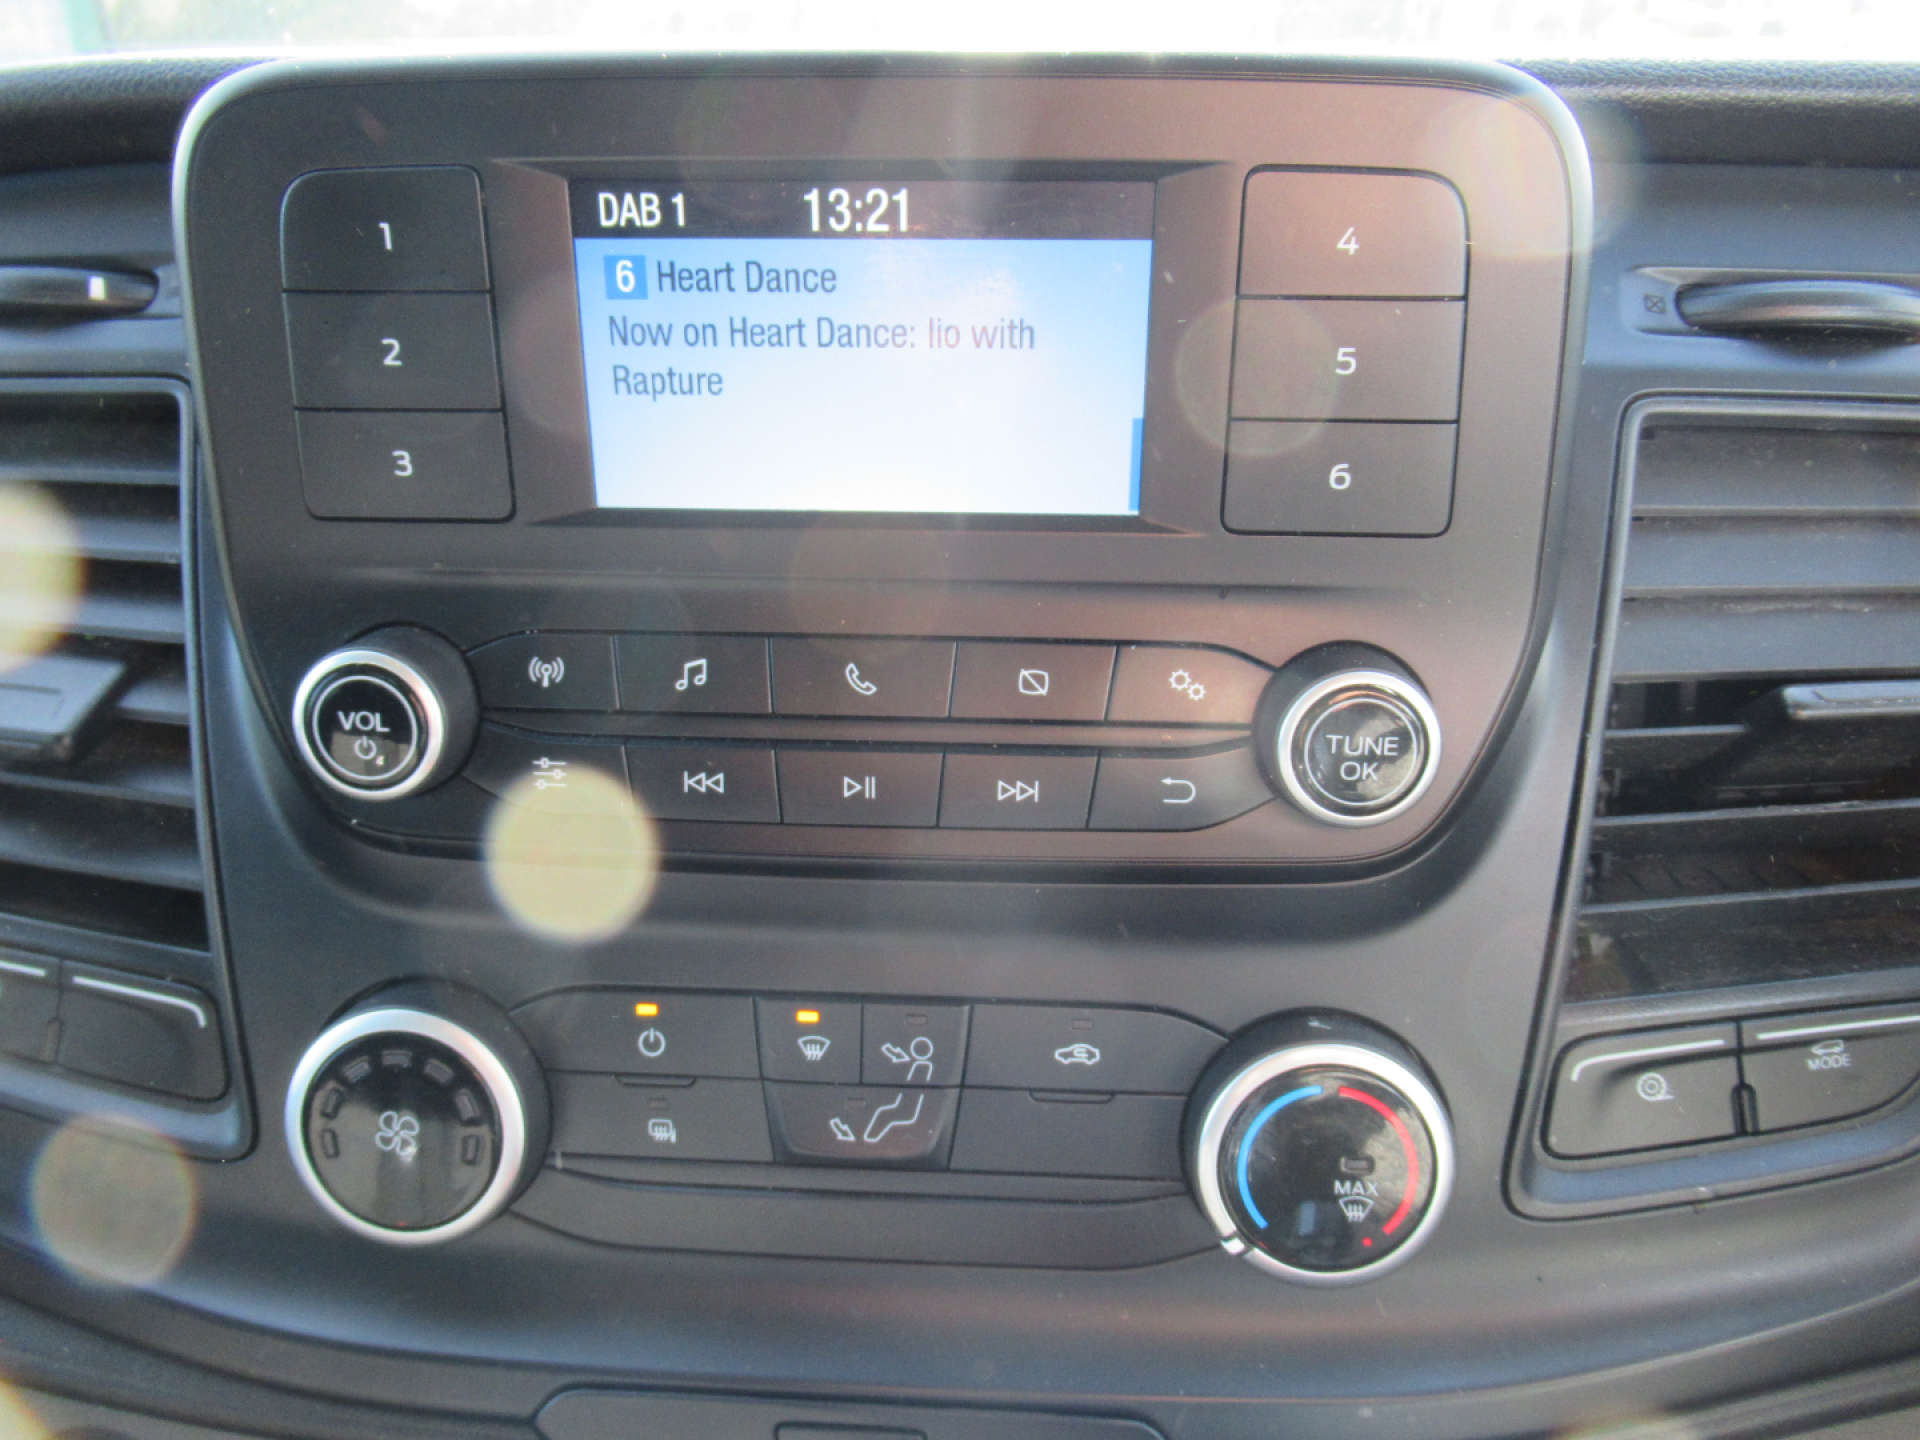 DAB 1 13:21
6 Heart Dance
Now on Heart Dance: Iio with
Rapture
1
2
3
4
5
6
VOL
TUNE
OK
MAX
MODE